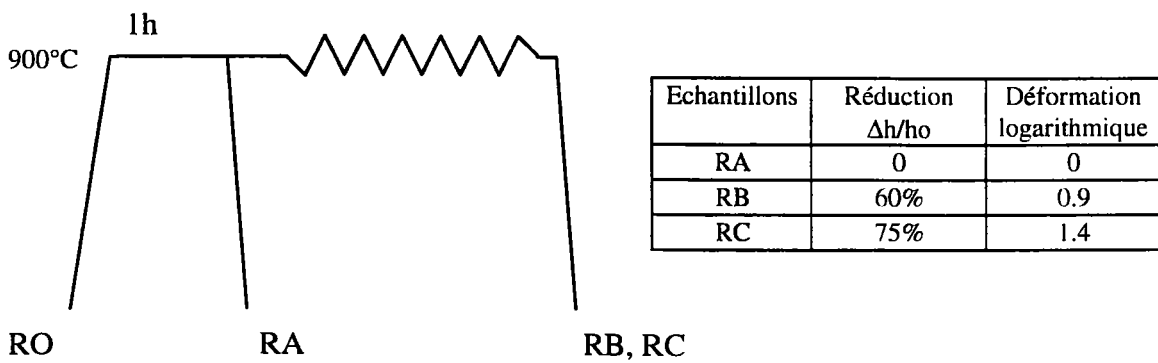 1h
900°C
Echantillons Réduction Δh/ho Déformation logarithmique
RA 0 0
RB 60% 0.9
RC 75% 1.4
RO RA RB, RC